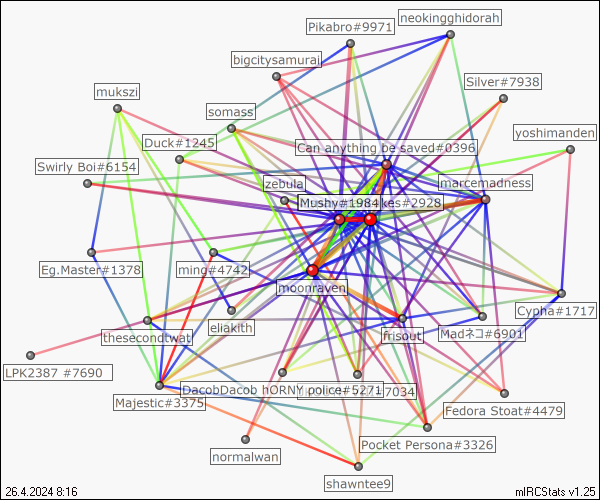 Pikabro#9971
neokingghidorah
bigcitysamurai
Silver#7938
mukszi
somass
yoshimanden
Duck#1245
Can anything be saved#0396
Swirly Boi#6154
zebula
marcemadness
Mushy#1984
kes#2928
Eg.Master#1378
ming#4742
moonraven
eliakith
Cypha#1717
thesecondtwat
frisout
Madネコ#6901
LPK2387 #7690
DacobDacob hORNY police#5271
7034
Majestic#3375
Fedora Stoat#4479
Pocket Persona#3326
normalwan
shawntee9
26.4.2024 8:16
mIRCStats v1.25